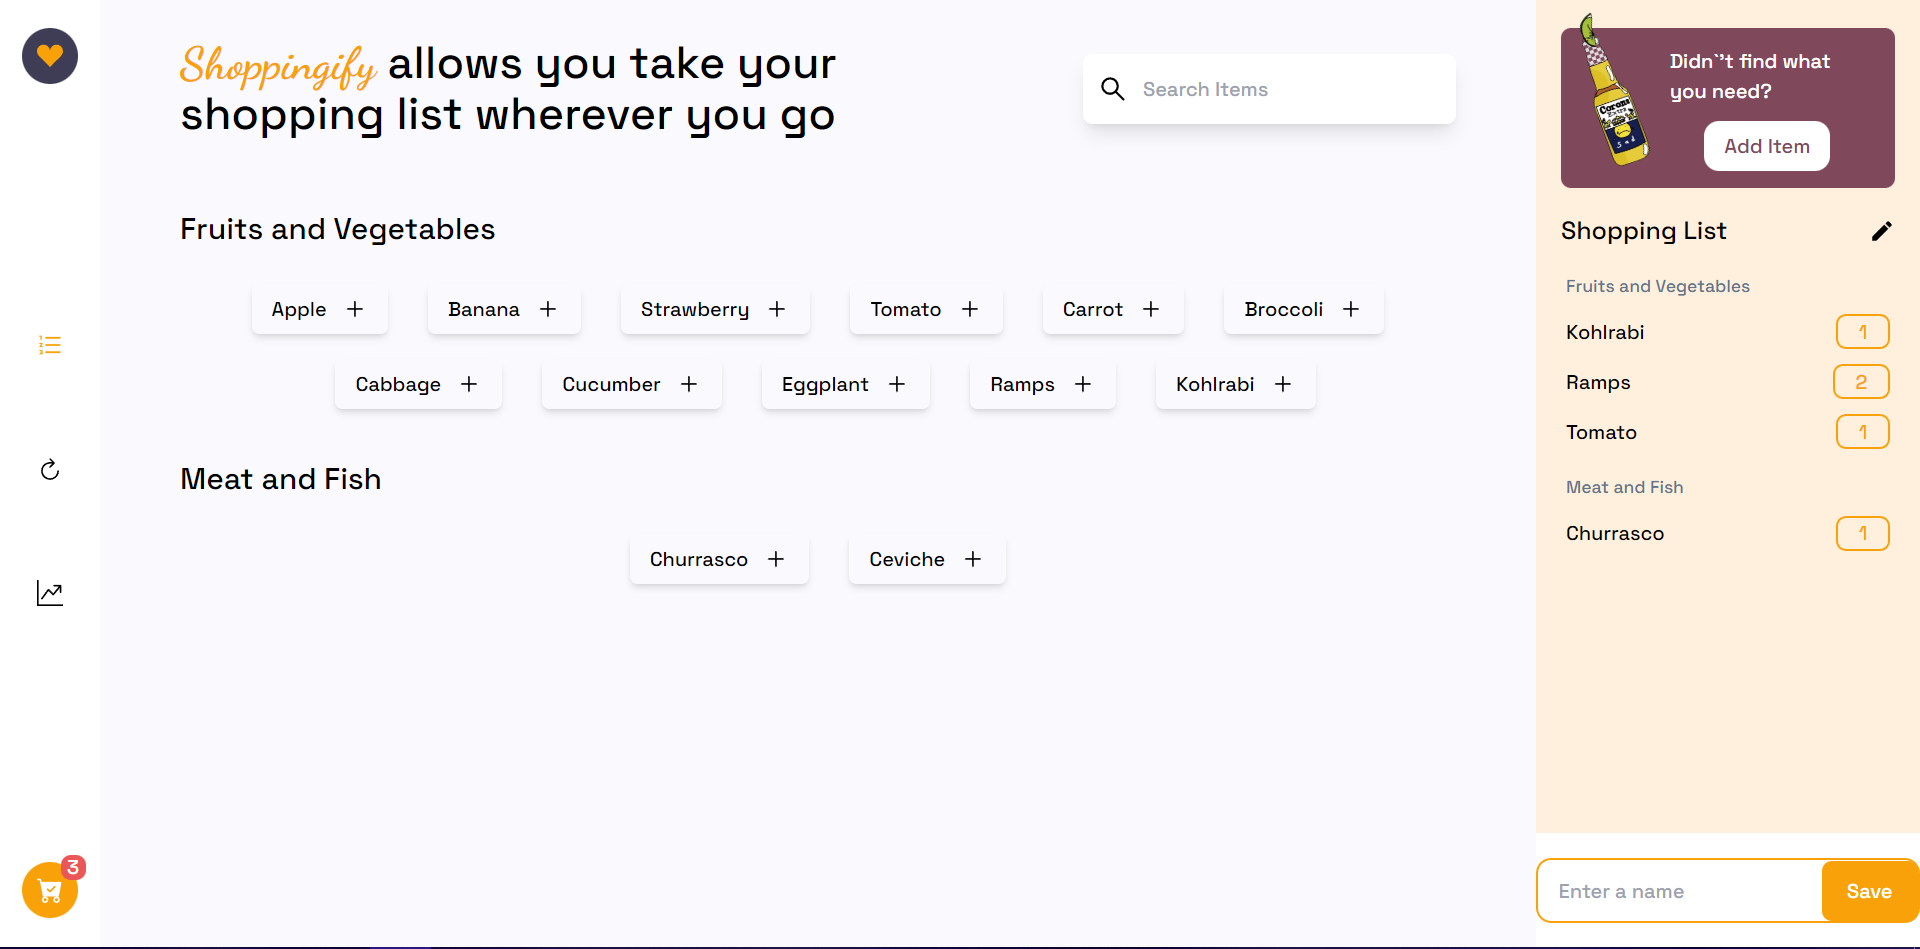 Shoppingify allows you take your
shopping list wherever you go
Search Items
Fruits and Vegetables
Apple
Banana
Strawberry
Tomato
Carrot
Broccoli
Cabbage
Cucumber
Eggplant
Ramps
Kohlrabi
Meat and Fish
Churrasco
Ceviche
3
Corona
Didn`'t find what
you need?
Add Item
Shopping List
Fruits and Vegetables
Kohlrabi 1
Ramps 2
Tomato 1
Meat and Fish
Churrasco 1
Enter a name
Save